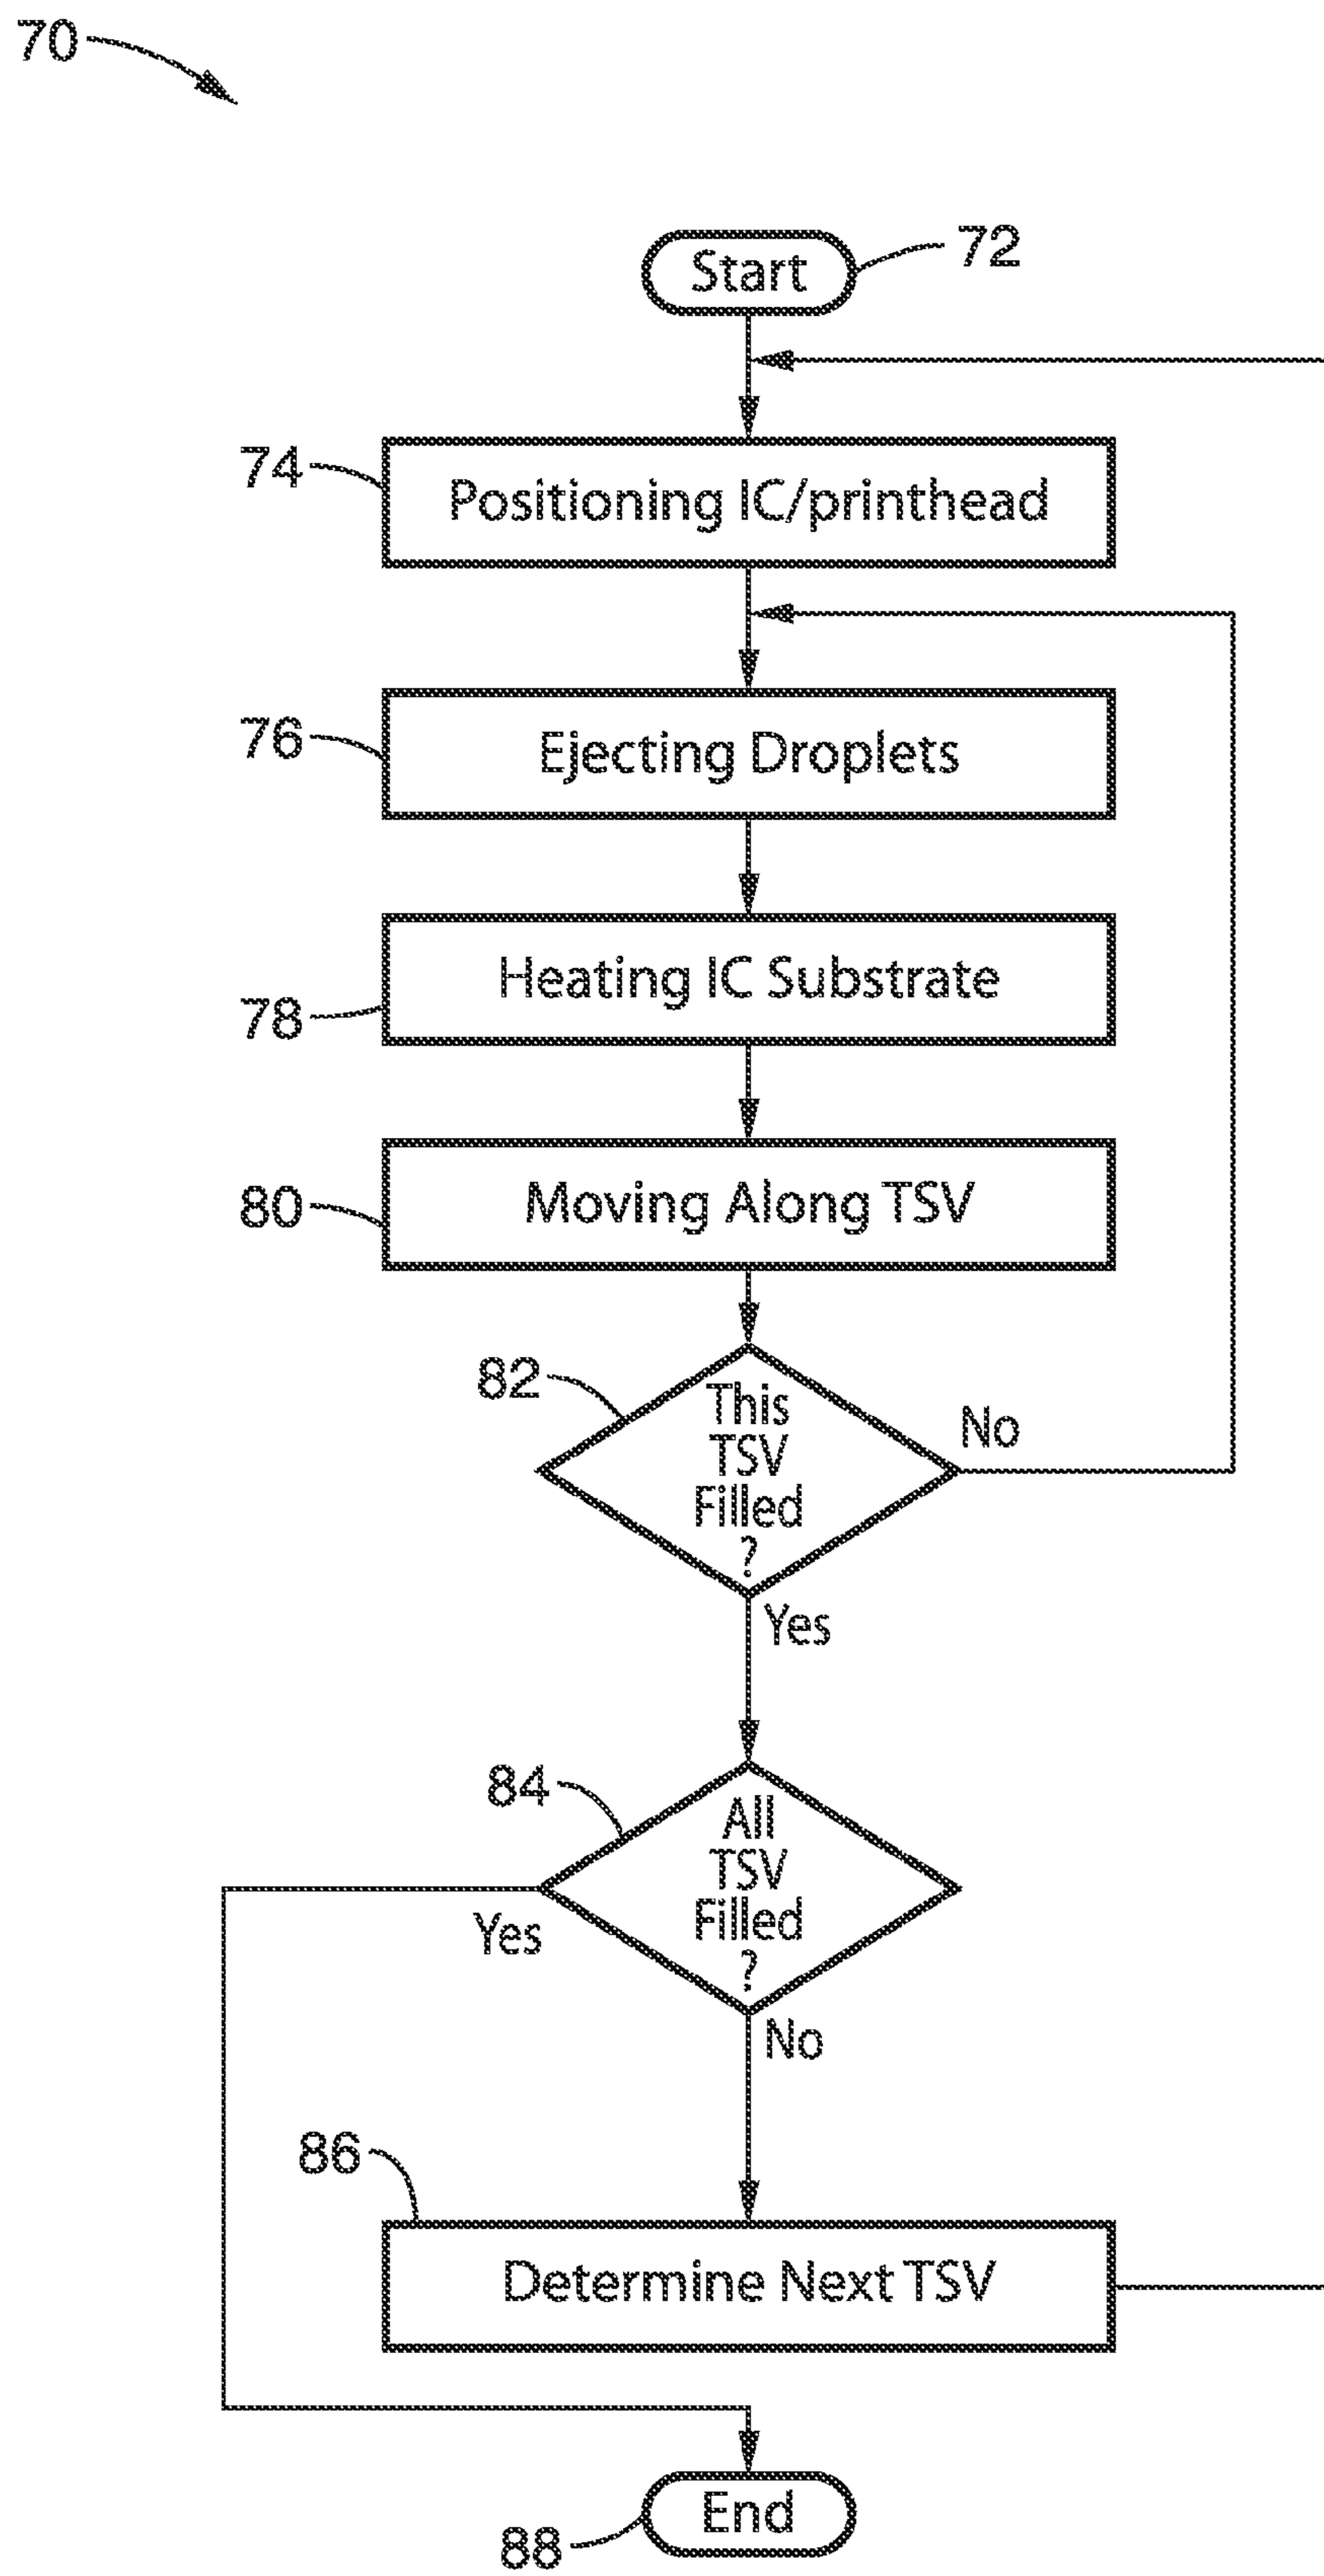 70
Start
72
74
Positioning IC/printhead
76
Ejecting Droplets
78
Heating IC Substrate
80
Moving Along TSV
82
This
TSV
Filled
?
No
Yes
84
All
TSV
Filled
?
Yes
No
86
Determine Next TSV
End
88